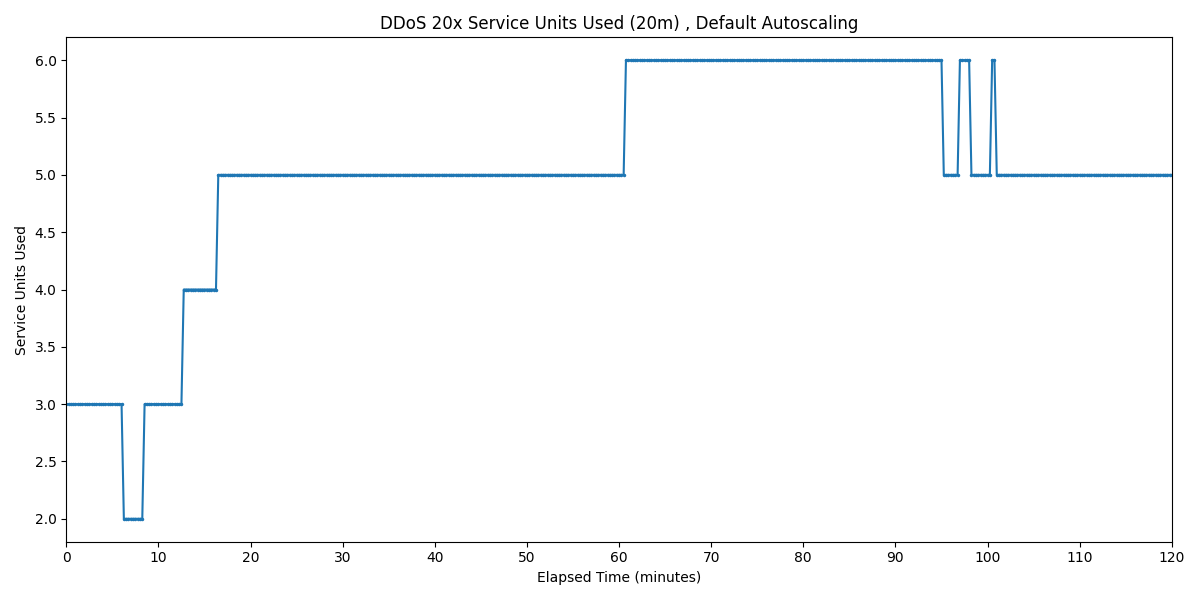 DDoS 20x Service Units Used (20m) , Default Autoscaling
6.0
5.5
5.0
4.5
4.0
3.5
3.0
2.5
2.0
Service Units Used
0 10 20 30 40 50 60 70 80 90 100 110 120
Elapsed Time (minutes)